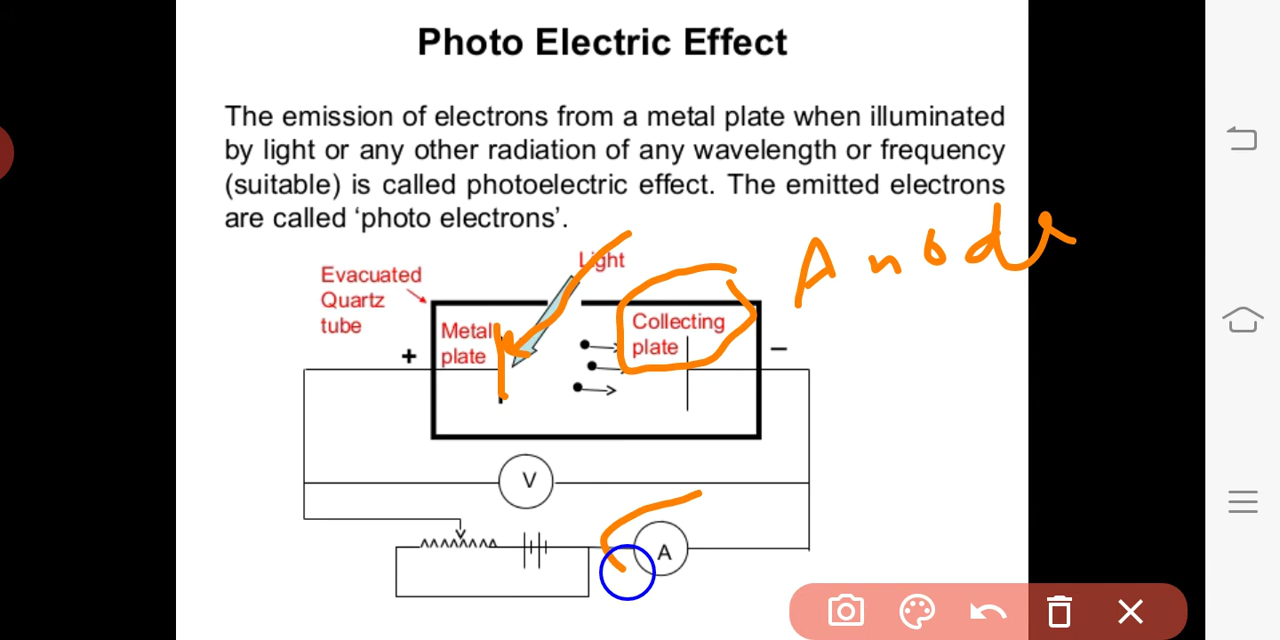 Photo Electric Effect
The emission of electrons from a metal plate when illuminated
by light or any other radiation of any wavelength or frequency
(suitable) is called photoelectric effect. The emitted electrons
are called ‘photo electrons’.
Anode
Light
Evacuated
Quartz
tube
Metal
plate
Collecting
plate
+
−
V
A